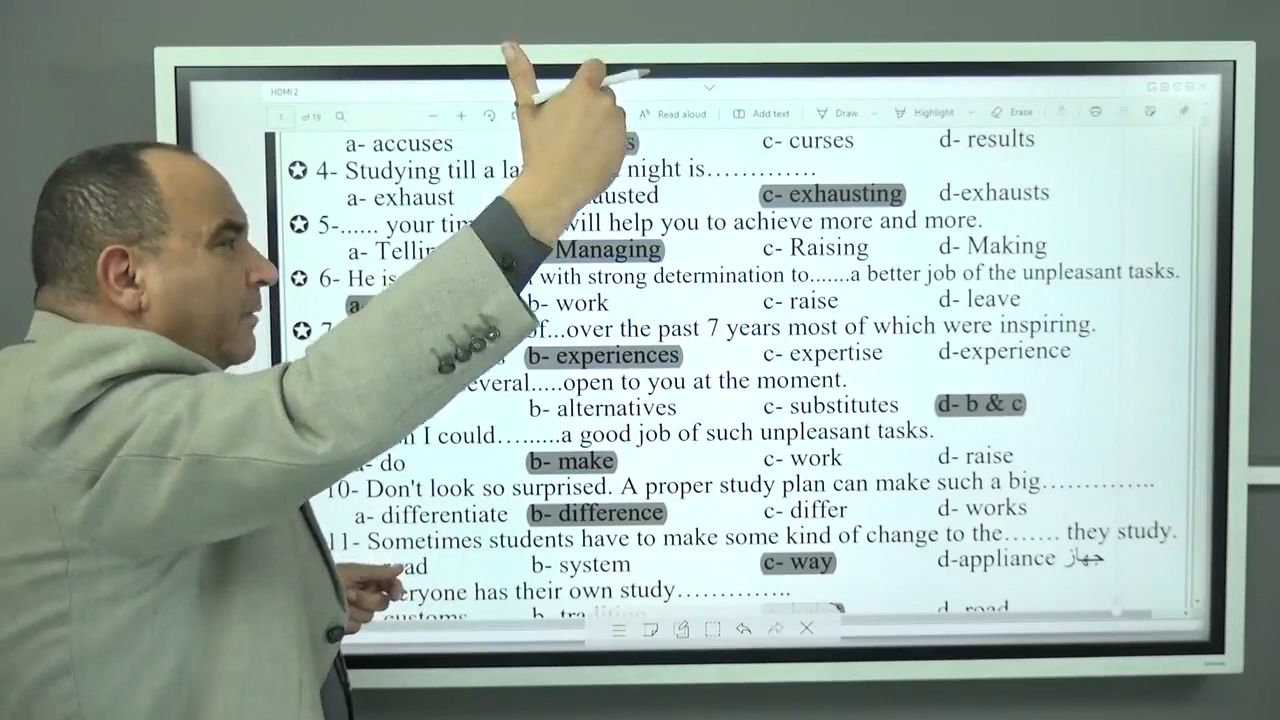 HDMI 2
1 of 19 Read aloud Add text Draw Highlight Erase
a- accuses c- curses d- results
4- Studying till a night is………….
a- exhaust c- exhausting d-exhausts
5-...... your will help you to achieve more and more.
Managing c- Raising d- Making
6- He is with strong determination to.......a better job of the unpleasant tasks.
b- work c- raise d- leave
...over the past 7 years most of which were inspiring.
b- experiences c- expertise d-experience
.....open to you at the moment.
b- alternatives c- substitutes d- b & c
I could….......a good job of such unpleasant tasks.
do b- make c- work d- raise
10- Don't look so surprised. A proper study plan can make such a big…………..
a- differentiate b- difference c- differ d- works
11- Sometimes students have to make some kind of change to the……. they study.
b- system c- way d-appliance جهاز
has their own study…………..
customs d- road